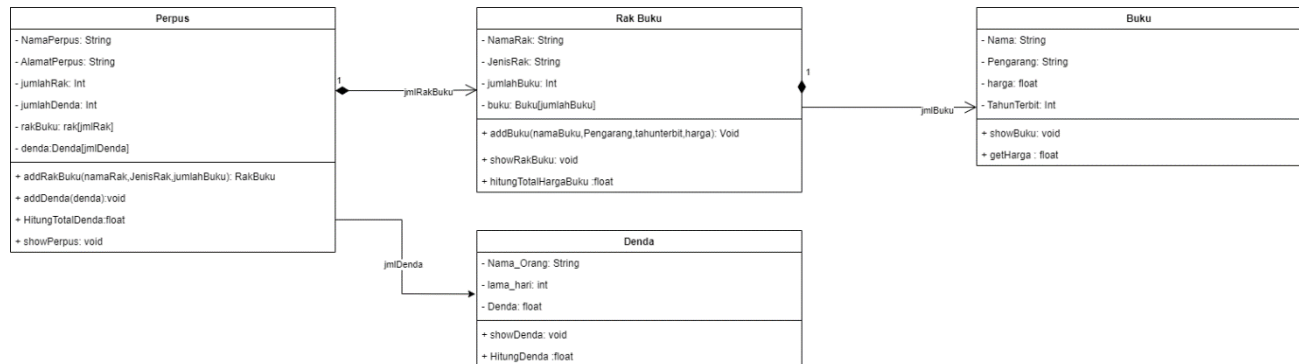 Perpus
- NamaPerpus: String
- AlamatPerpus: String
- jumlahRak: Int
- jumlahDenda: Int
- rakBuku: rak[jmlRak]
- denda:Denda[jmlDenda]
+ addRakBuku(namaRak,JenisRak,jumlahBuku): RakBuku
+ addDenda(denda):void
+ HitungTotalDenda:float
+ showPerpus: void
1
jmlRakBuku
Rak Buku
- NamaRak: String
- JenisRak: String
- jumlahBuku: Int
- buku: Buku[jumlahBuku]
+ addBuku(namaBuku,Pengarang,tahunterbit,harga): Void
+ showRakBuku: void
+ hitungTotalHargaBuku :float
1
jmlBuku
Buku
- Nama: String
- Pengarang: String
- harga: float
- TahunTerbit: Int
+ showBuku: void
+ getHarga : float
jmlDenda
Denda
- Nama_Orang: String
- lama_hari: int
- Denda: float
+ showDenda: void
+ HitungDenda :float